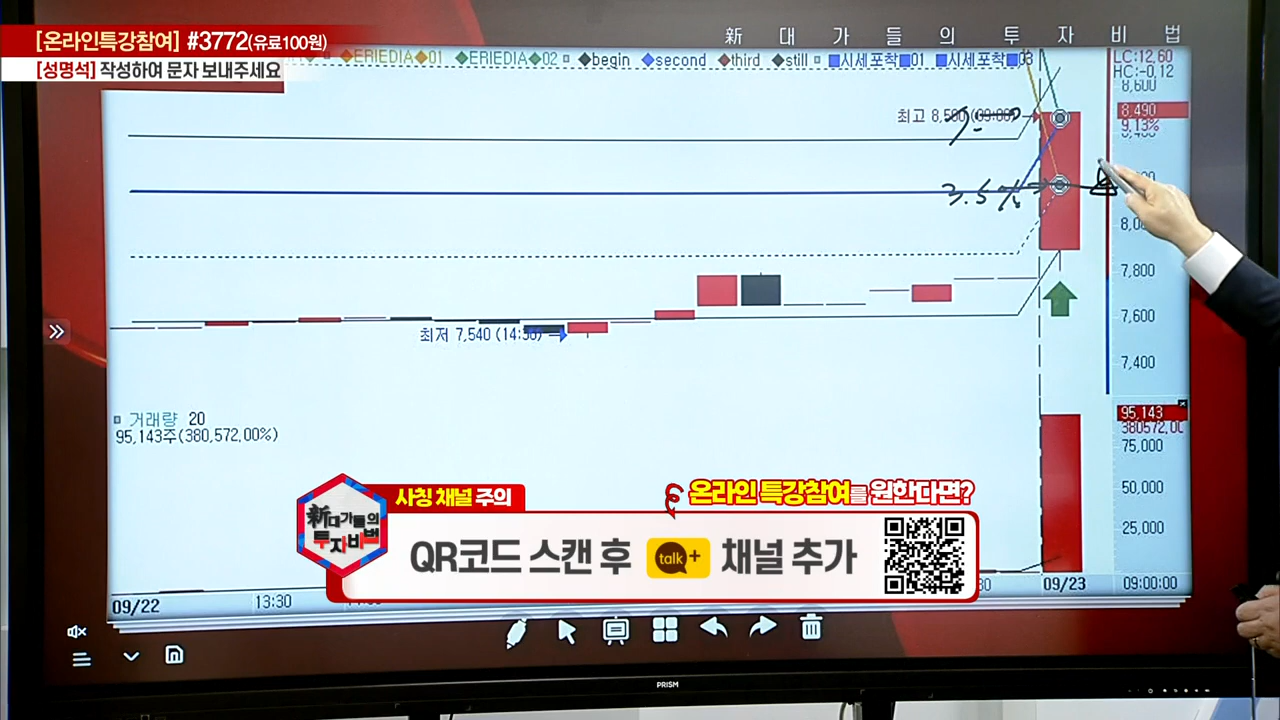 [온라인특강참여] #3772(유료100원)
[성명석] 작성하여 문자 보내주세요
新 대 가 들 의 투 자 비 법
ERIEDIA 01 ERIEDIA 02 begin second third still 시세포착 01 시세포착 03
LC:12,60
HC:-0,12
8,600
최고 8,500 (09:00)
8,490
9,13%
3.5%
8,000
7,800
7,600
최저 7,540 (14:30)
7,400
거래량 20
95,143주(380,572,00%)
95,143
380572,00
75,000
50,000
25,000
사칭 채널 주의
온라인 특강참여를 원한다면?
新대가들의
투자비법
QR코드 스캔 후 talk+ 채널 추가
09/22 13:30 09/23 09:00:00
PRISM